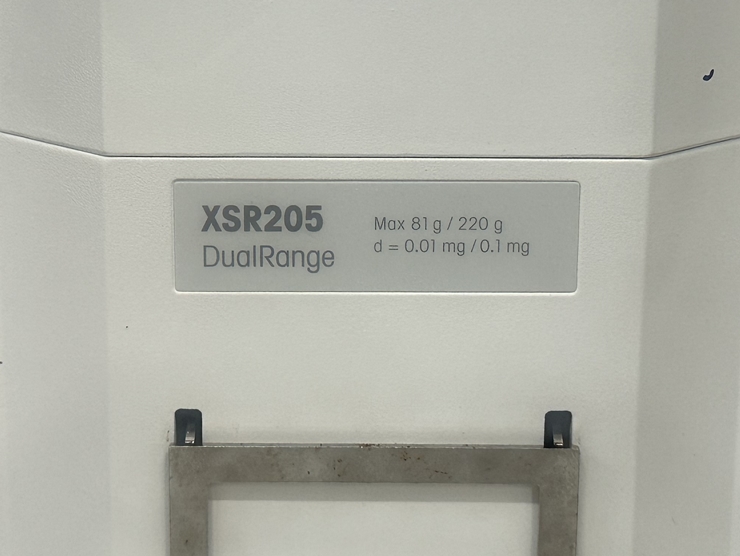 XSR205
DualRange
Max 81 g / 220 g
d = 0.01 mg / 0.1 mg